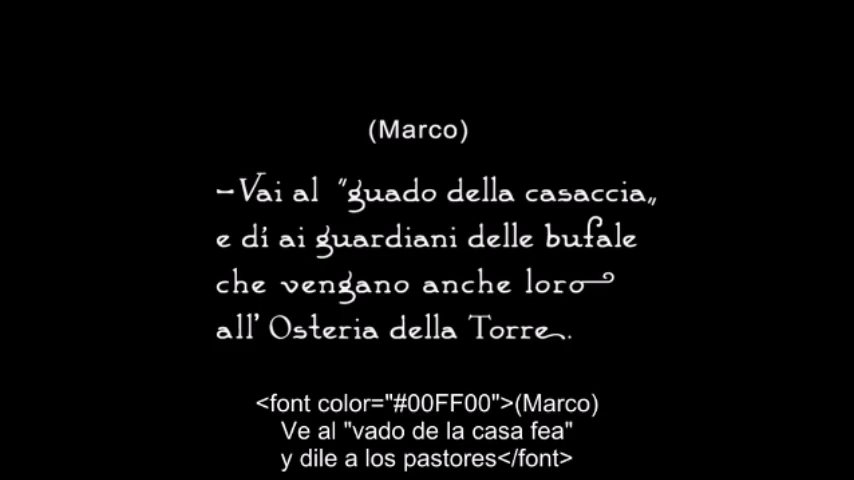 (Marco)
–Vai al "guado della casaccia„
e dí ai guardiani delle bufale
che vengano anche loro
all' Osteria della Torre.
<font color="#00FF00">(Marco)
Ve al "vado de la casa fea"
y dile a los pastores</font>